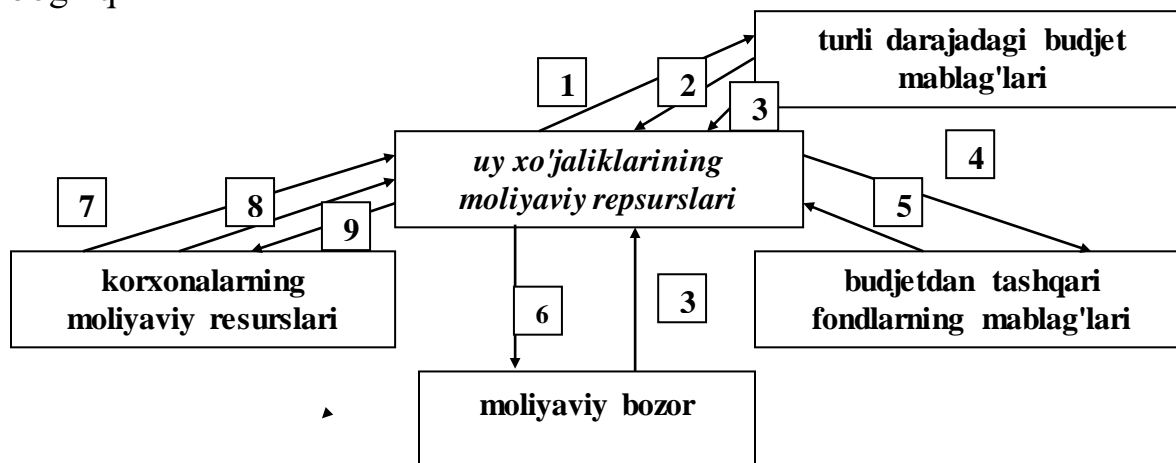 turli darajadagi budjet
mablag'lari
1
2
3
uy xo'jaliklarining
moliyaviy repsurslari
4
7
8
9
5
korxonalarning
moliyaviy resurslari
6
3
budjetdan tashqari
fondlarning mablag'lari
moliyaviy bozor